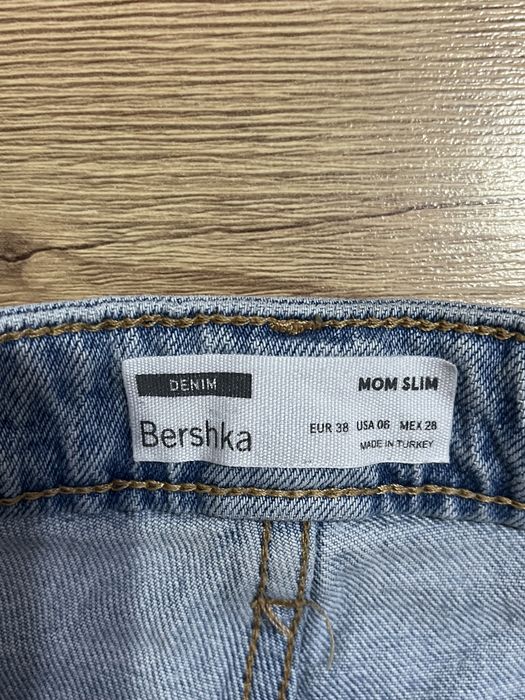 DENIM
MOM SLIM
Bershka
EUR 38 USA 06 MEX 28
MADE IN TURKEY